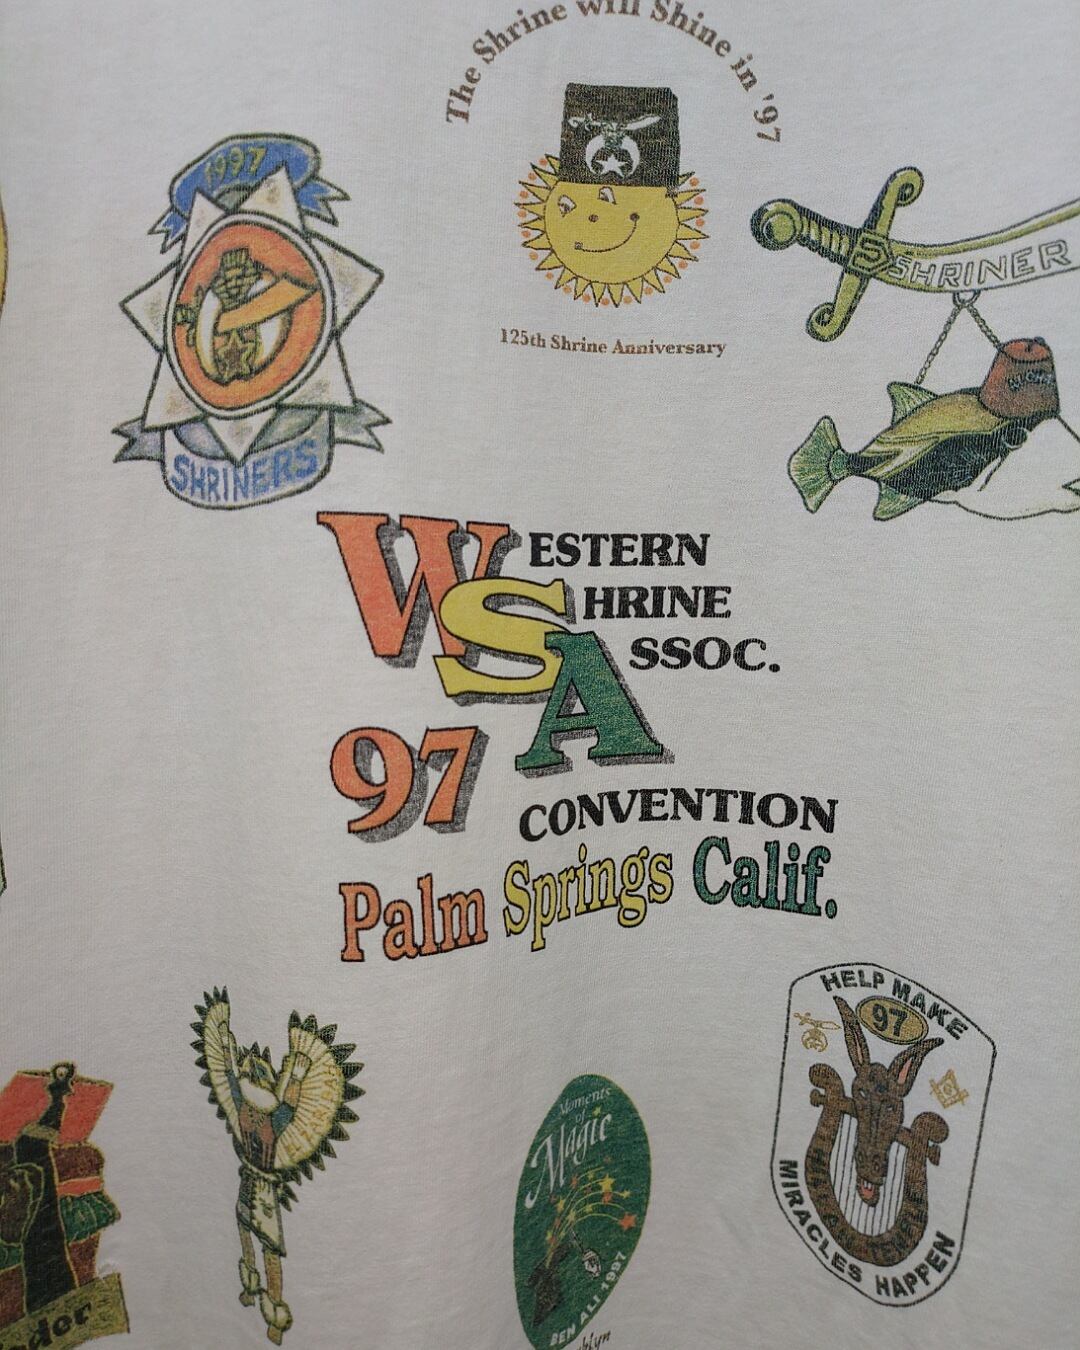 The Shrine will Shine in '97
125th Shrine Anniversary
1997
SHRINERS
SHRINER
WESTERN
SHRINE
ASSOC.
97
CONVENTION
Palm Springs Calif.
Moments
of
Magic
BEN ALI 1997
HELP MAKE
97
MIRACLES HAPPEN